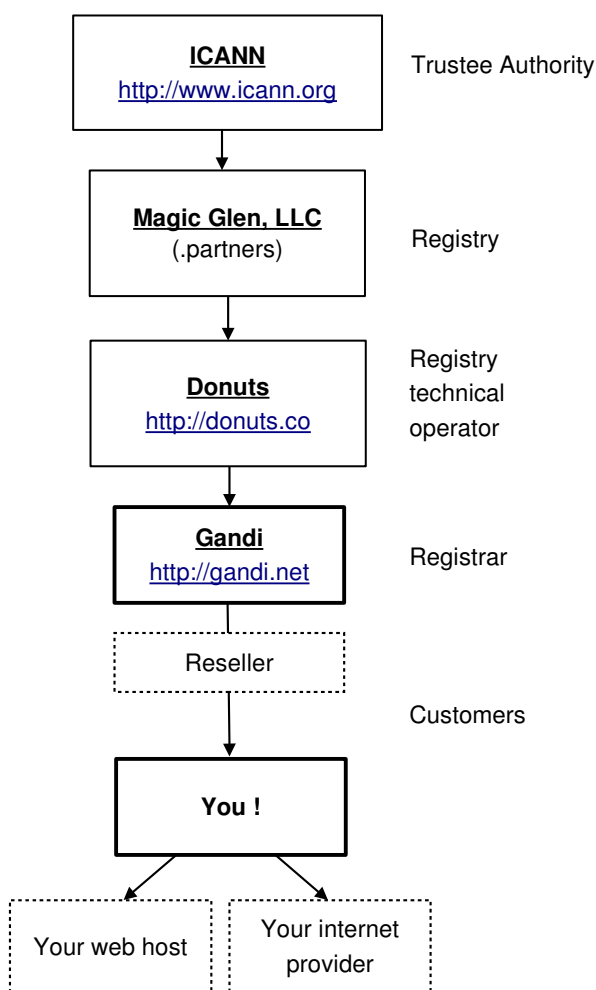 ICANN
http://www.icann.org
Trustee Authority
Magic Glen, LLC
(.partners)
Registry
Donuts
http://donuts.co
Registry
technical
operator
Gandi
http://gandi.net
Registrar
Reseller
Customers
You !
Your web host
Your internet
provider